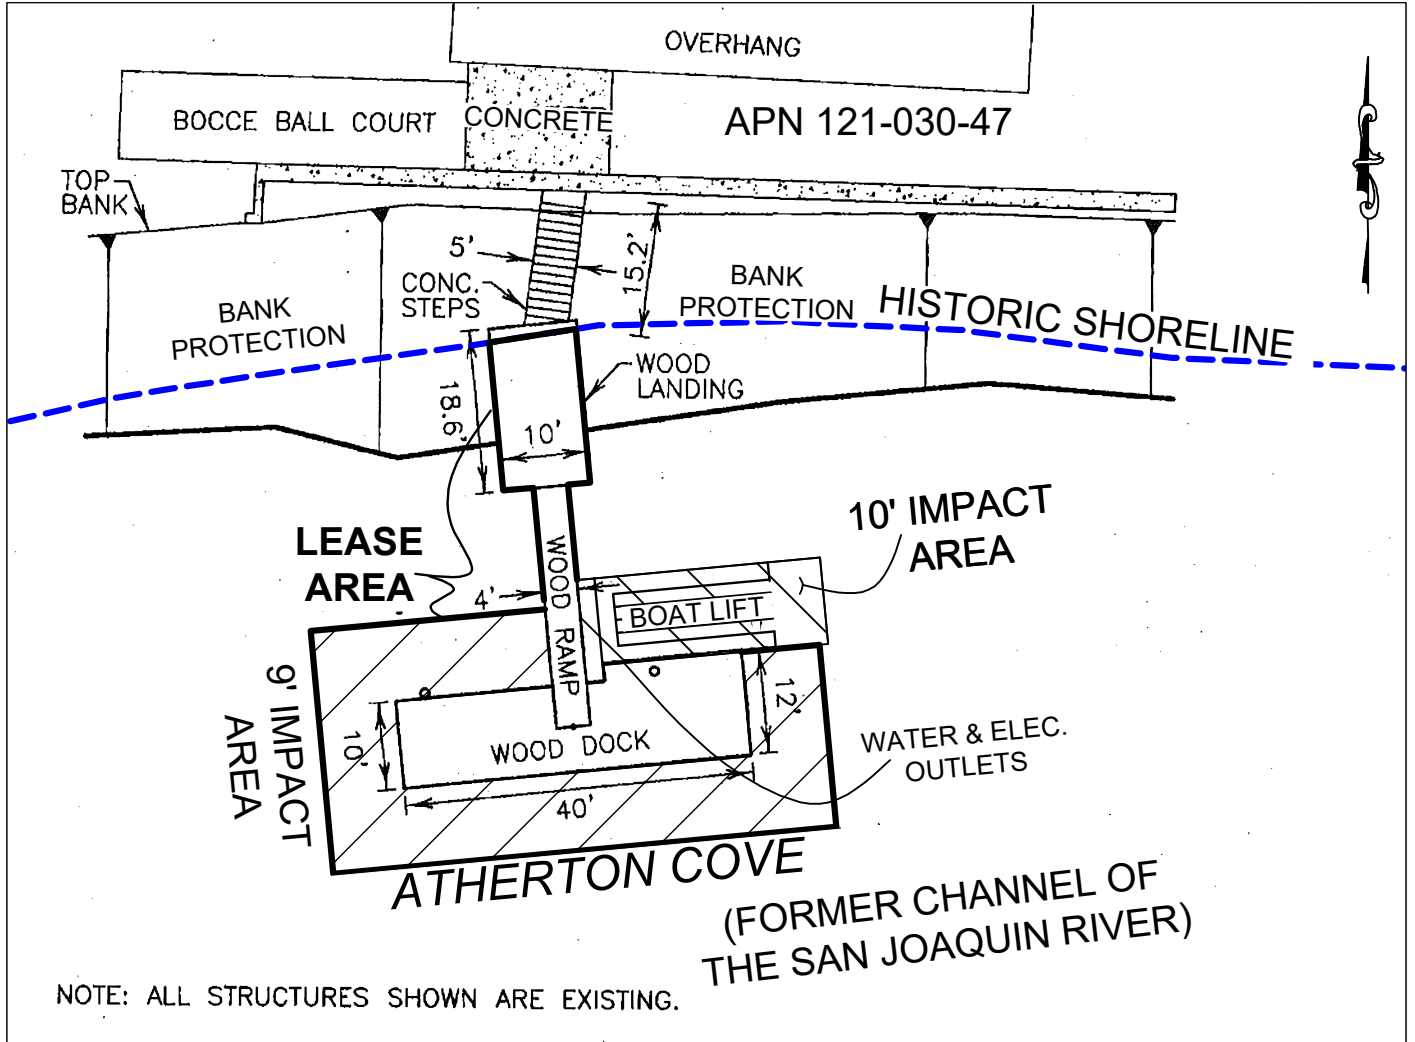 OVERHANG
BOCCE BALL COURT
CONCRETE
APN 121-030-47
TOP
BANK
5'
15.2'
CONC.
STEPS
BANK
PROTECTION
BANK
PROTECTION
HISTORIC SHORELINE
WOOD
LANDING
18.6'
10'
LEASE
AREA
10' IMPACT
AREA
4'
WOOD RAMP
BOAT LIFT
9' IMPACT
AREA
10'
12'
WOOD DOCK
40'
WATER & ELEC.
OUTLETS
ATHERTON COVE
(FORMER CHANNEL OF
THE SAN JOAQUIN RIVER)
NOTE: ALL STRUCTURES SHOWN ARE EXISTING.